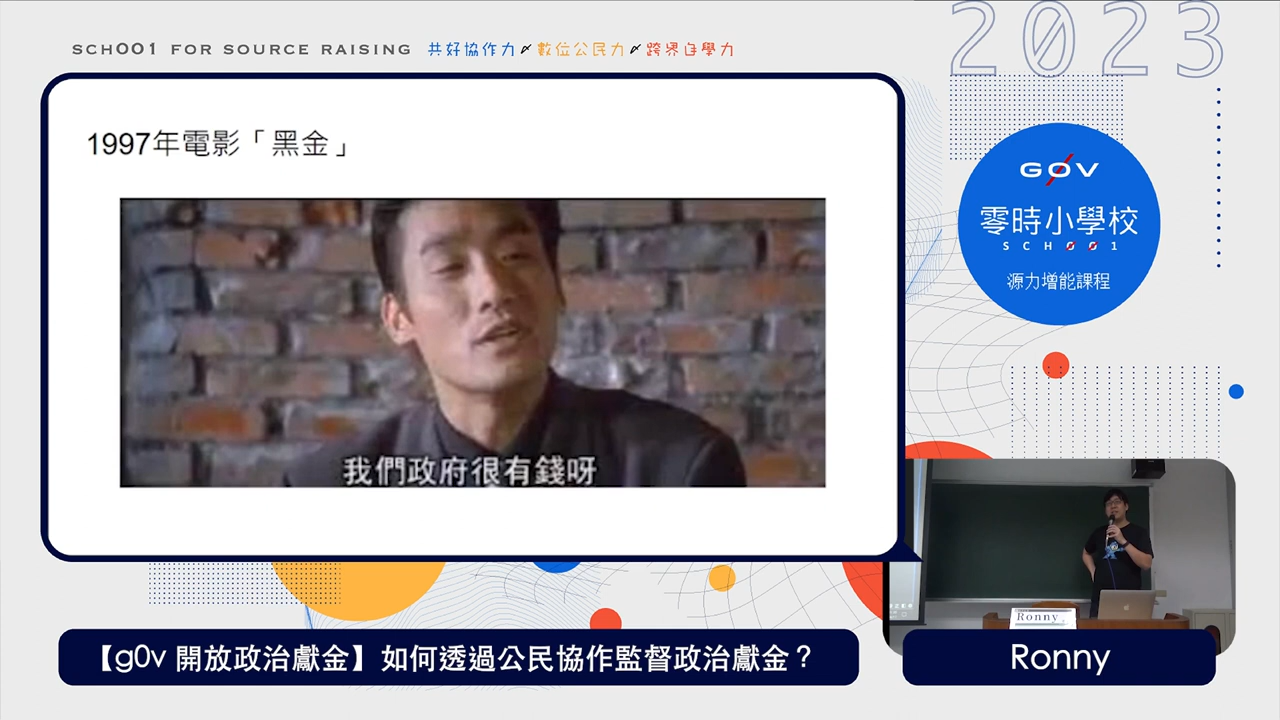 SCHOO1 FOR SOURCE RAISING 共好協作力 數位公民力 跨界自學力
2023
1997年電影「黑金」
我們政府很有錢呀
G0V
零時小學校
SCHOO1
源力增能課程
Ronny
【g0v 開放政治獻金】如何透過公民協作監督政治獻金？
Ronny